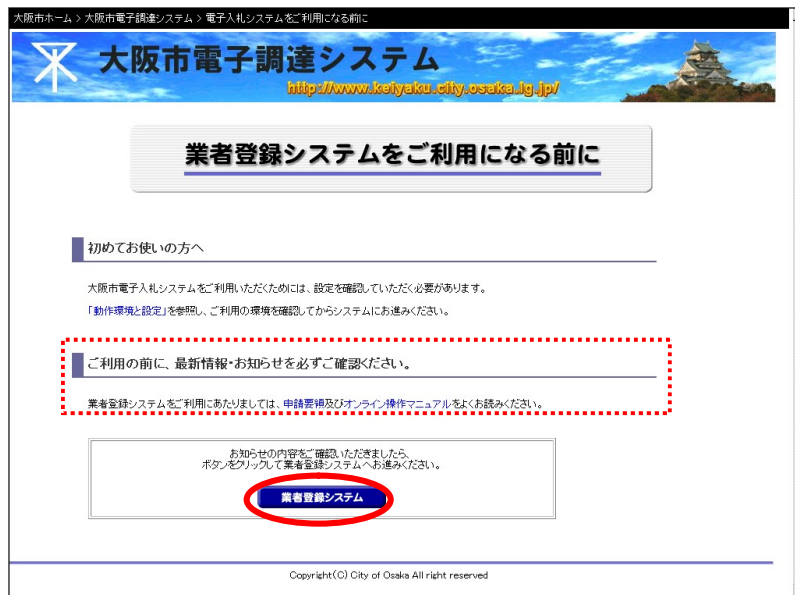 大阪市ホーム > 大阪市電子調達システム > 電子入札システムをご利用になる前に
大阪市電子調達システム
http://www.keiyaku.city.osaka.lg.jp/
業者登録システムをご利用になる前に
初めてお使いの方へ
大阪市電子入札システムをご利用いただくためには、設定を確認していただく必要があります。
「動作環境と設定」を参照し、ご利用の環境を確認してからシステムにお進みください。
ご利用の前に、最新情報・お知らせを必ずご確認ください。
業者登録システムをご利用にあたりましては、申請要領及びオンライン操作マニュアルをよくお読みください。
お知らせの内容をご確認いただきましたら、
ボタンをクリックして業者登録システムへお進みください。
業者登録システム
Copyright(C) City of Osaka All right reserved